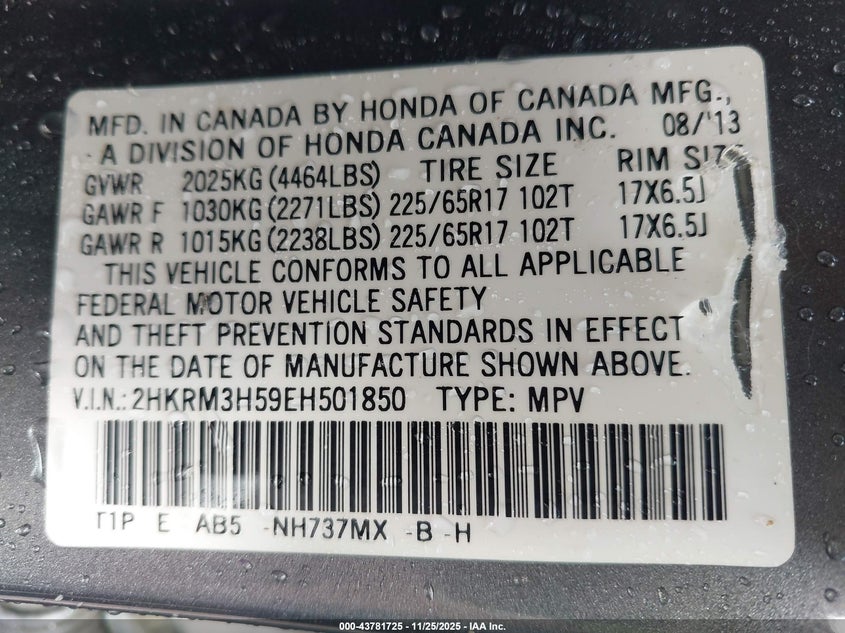 MFD. IN CANADA BY HONDA OF CANADA MFG.,
A DIVISION OF HONDA CANADA INC. 08/'13
GVWR 2025KG (4464LBS) TIRE SIZE RIM SIZE
GAWR F 1030KG (2271LBS) 225/65R17 102T 17X6.5J
GAWR R 1015KG (2238LBS) 225/65R17 102T 17X6.5J
THIS VEHICLE CONFORMS TO ALL APPLICABLE
FEDERAL MOTOR VEHICLE SAFETY
AND THEFT PREVENTION STANDARDS IN EFFECT
ON THE DATE OF MANUFACTURE SHOWN ABOVE.
V.I.N.: 2HKRM3H59EH501850 TYPE: MPV
T1P E AB5 -NH737MX -B -H
000-43781725 - 11/25/2025 - IAA Inc.